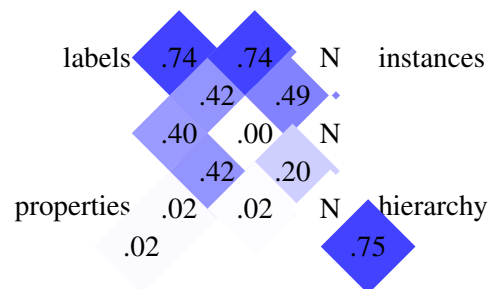 labels .74 .74 N instances
.42 .49
.40 .00 N
.42 .20
properties .02 .02 N hierarchy
.02 .75